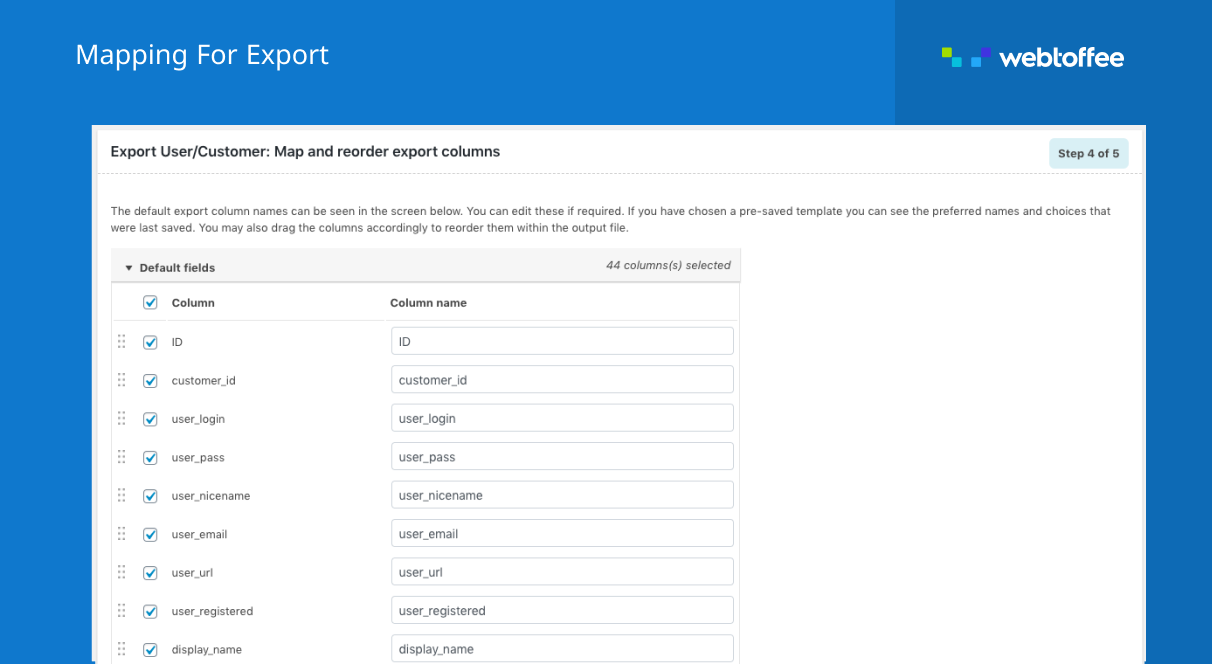 Mapping For Export
webtoffee
Export User/Customer: Map and reorder export columns
Step 4 of 5
The default export column names can be seen in the screen below. You can edit these if required. If you have chosen a pre-saved template you can see the preferred names and choices that
were last saved. You may also drag the columns accordingly to reorder them within the output file.
Default fields 44 columns(s) selected
Column Column name
ID ID
customer_id customer_id
user_login user_login
user_pass user_pass
user_nicename user_nicename
user_email user_email
user_url user_url
user_registered user_registered
display_name display_name